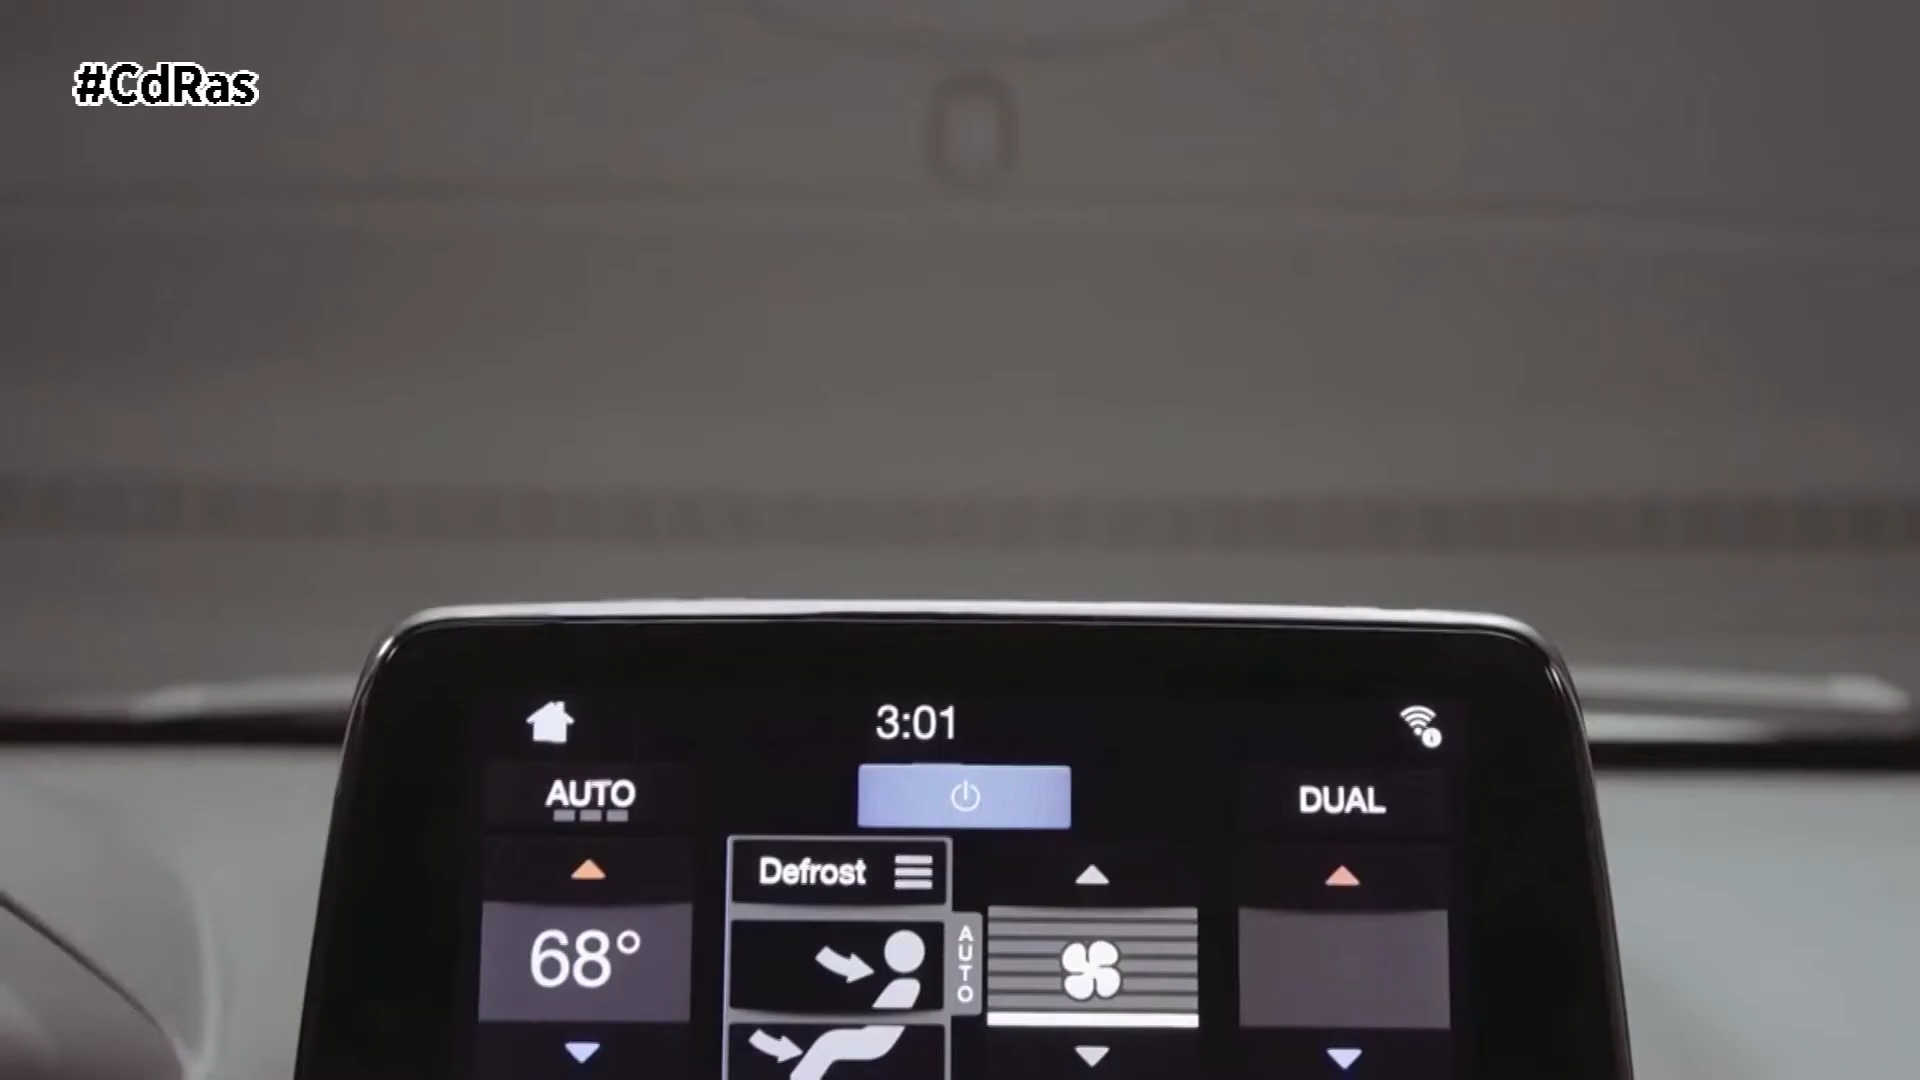 #CdRas
3:01
AUTO
DUAL
Defrost
68°
AUTO